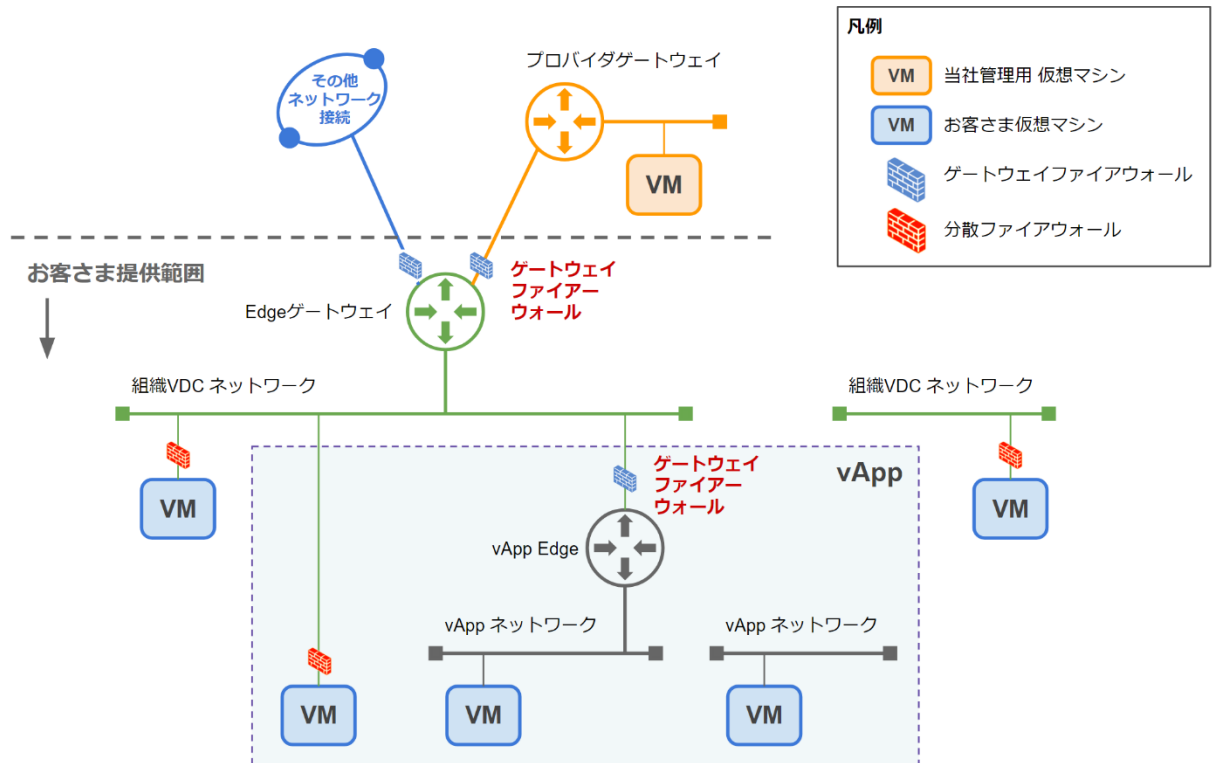 凡例
VM
当社管理用 仮想マシン
VM
お客さま仮想マシン
ゲートウェイファイアウォール
分散ファイアウォール
その他
ネットワーク
接続
プロバイダゲートウェイ
VM
お客さま提供範囲
Edgeゲートウェイ
ゲートウェイ
ファイアー
ウォール
組織VDC ネットワーク
組織VDC ネットワーク
VM
ゲートウェイ
ファイアー
ウォール
vApp
VM
vApp Edge
vApp ネットワーク
vApp ネットワーク
VM
VM
VM